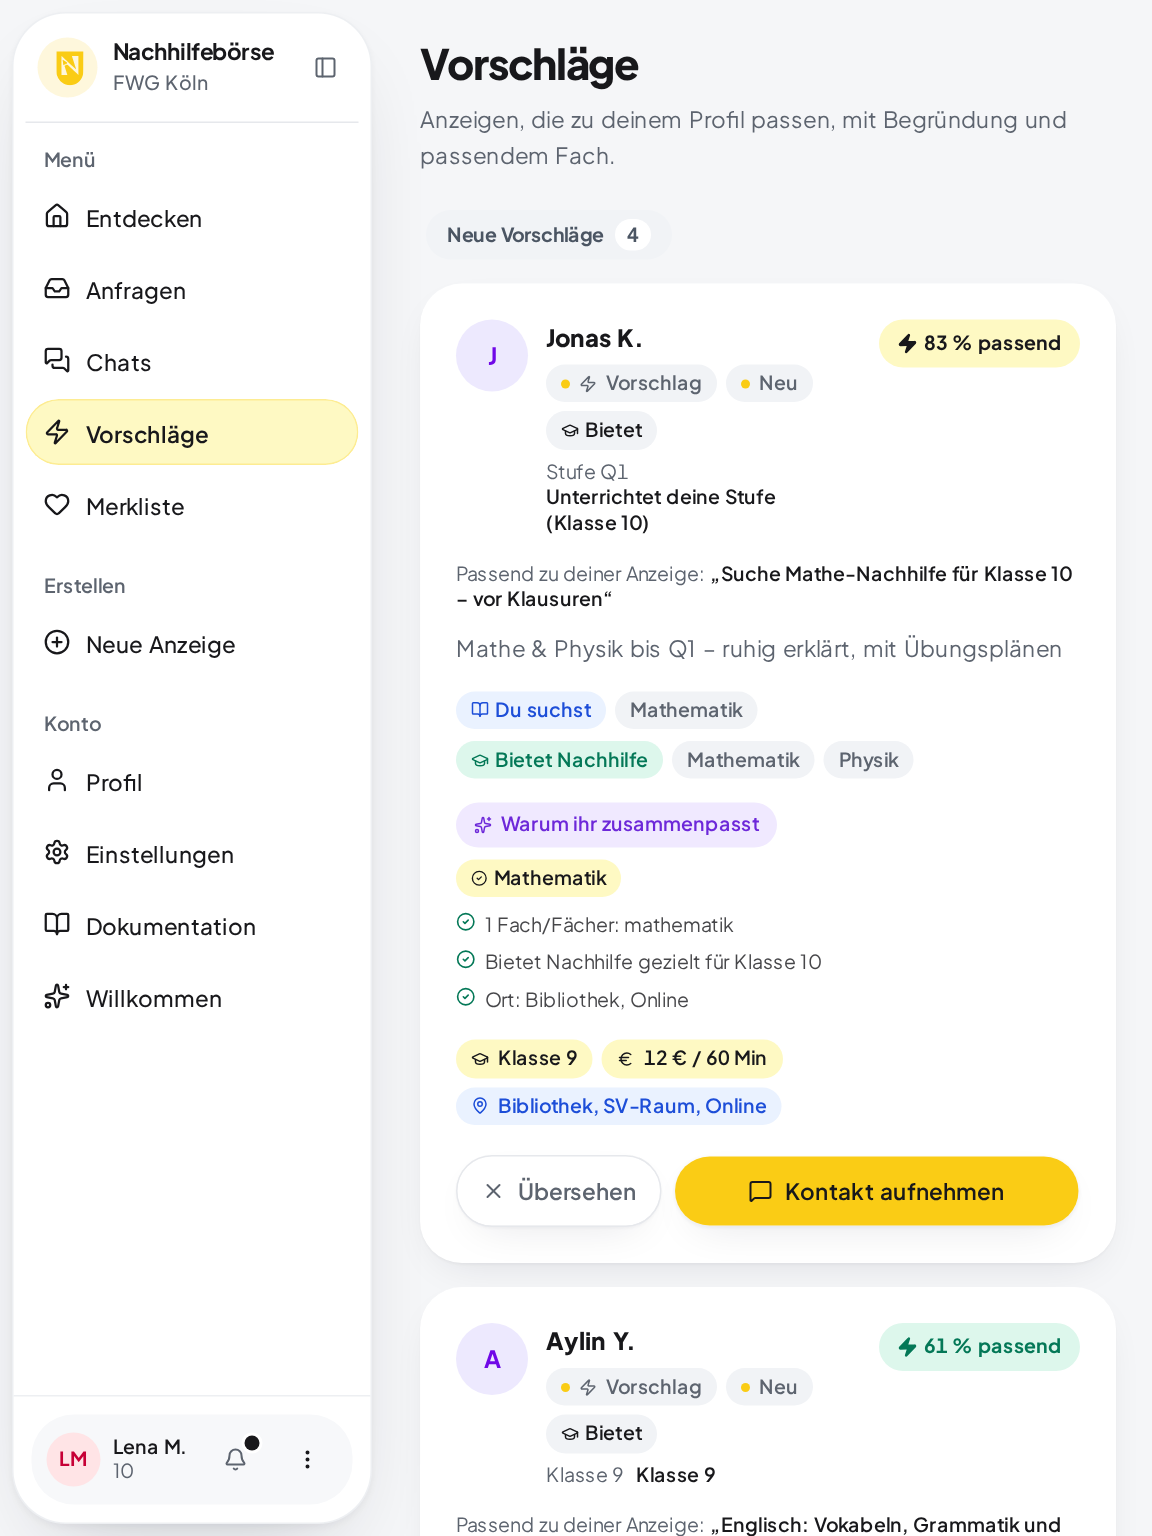 Nachhilfebörse
FWG Köln
Menü
Entdecken
Anfragen
Chats
Vorschläge
Merkliste
Erstellen
Neue Anzeige
Konto
Profil
Einstellungen
Dokumentation
Willkommen
LM
Lena M.
10
Vorschläge
Anzeigen, die zu deinem Profil passen, mit Begründung und
passendem Fach.
Neue Vorschläge 4
J
Jonas K.
83 % passend
Vorschlag Neu
Bietet
Stufe Q1
Unterrichtet deine Stufe
(Klasse 10)
Passend zu deiner Anzeige: „Suche Mathe-Nachhilfe für Klasse 10
– vor Klausuren“
Mathe & Physik bis Q1 – ruhig erklärt, mit Übungsplänen
Du suchst Mathematik
Bietet Nachhilfe Mathematik Physik
Warum ihr zusammenpasst
Mathematik
1 Fach/Fächer: mathematik
Bietet Nachhilfe gezielt für Klasse 10
Ort: Bibliothek, Online
Klasse 9 € 12 € / 60 Min
Bibliothek, SV-Raum, Online
Übersehen Kontakt aufnehmen
A
Aylin Y.
61 % passend
Vorschlag Neu
Bietet
Klasse 9 Klasse 9
Passend zu deiner Anzeige: „Englisch: Vokabeln, Grammatik und